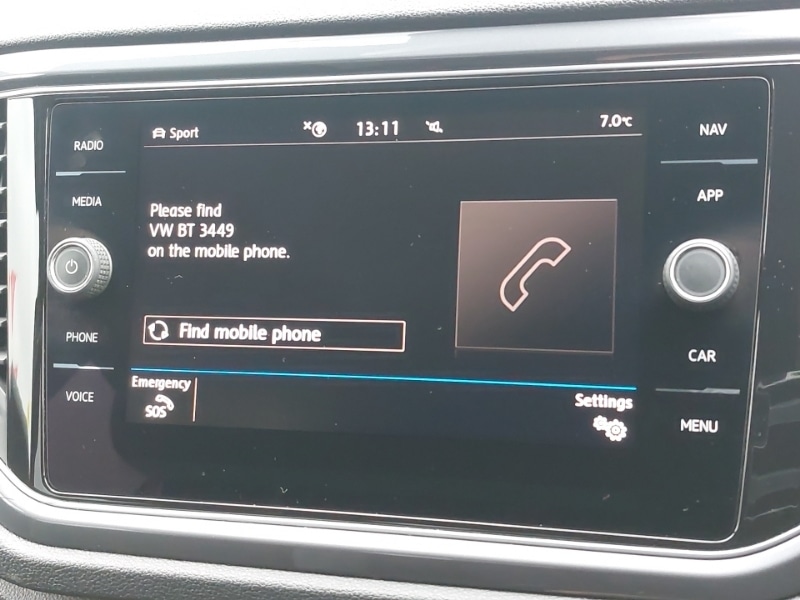 RADIO
MEDIA
PHONE
VOICE
Sport
13:11
7.0°C
Please find
VW BT 3449
on the mobile phone.
Find mobile phone
Emergency
SOS
Settings
NAV
APP
CAR
MENU